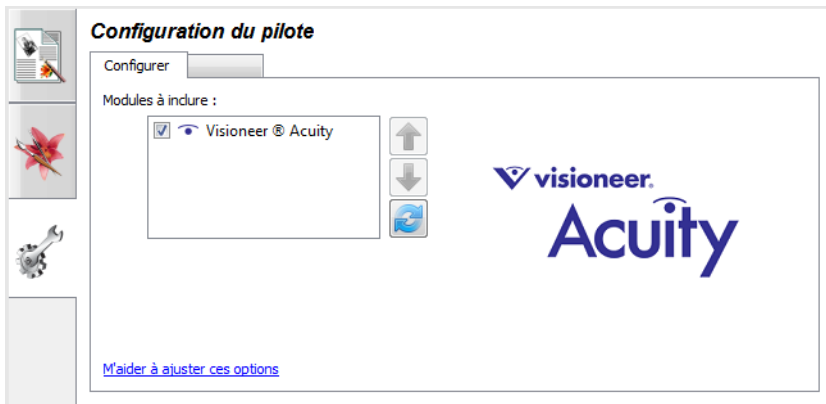 Configuration du pilote
Configurer
Modules à inclure :
Visioneer ® Acuity
visioneer.
Acuity
M'aider à ajuster ces options